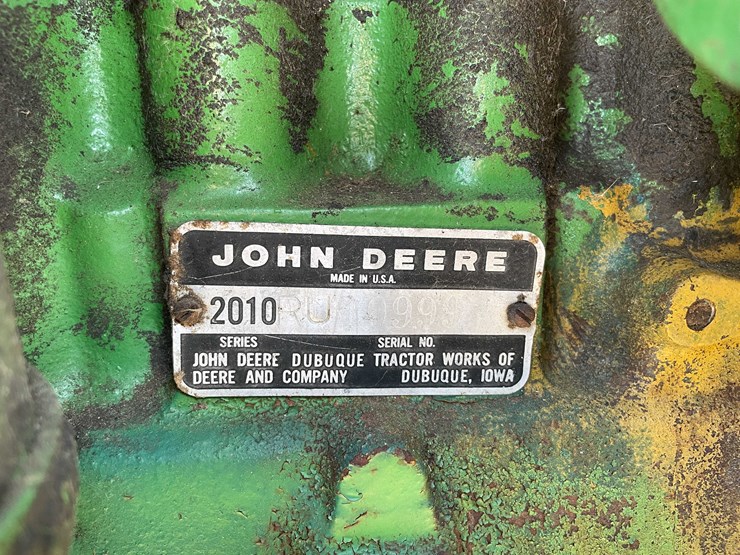 JOHN DEERE
MADE IN U.S.A.
2010 RU
SERIES SERIAL NO.
JOHN DEERE DUBUQUE TRACTOR WORKS OF
DEERE AND COMPANY DUBUQUE, IOWA